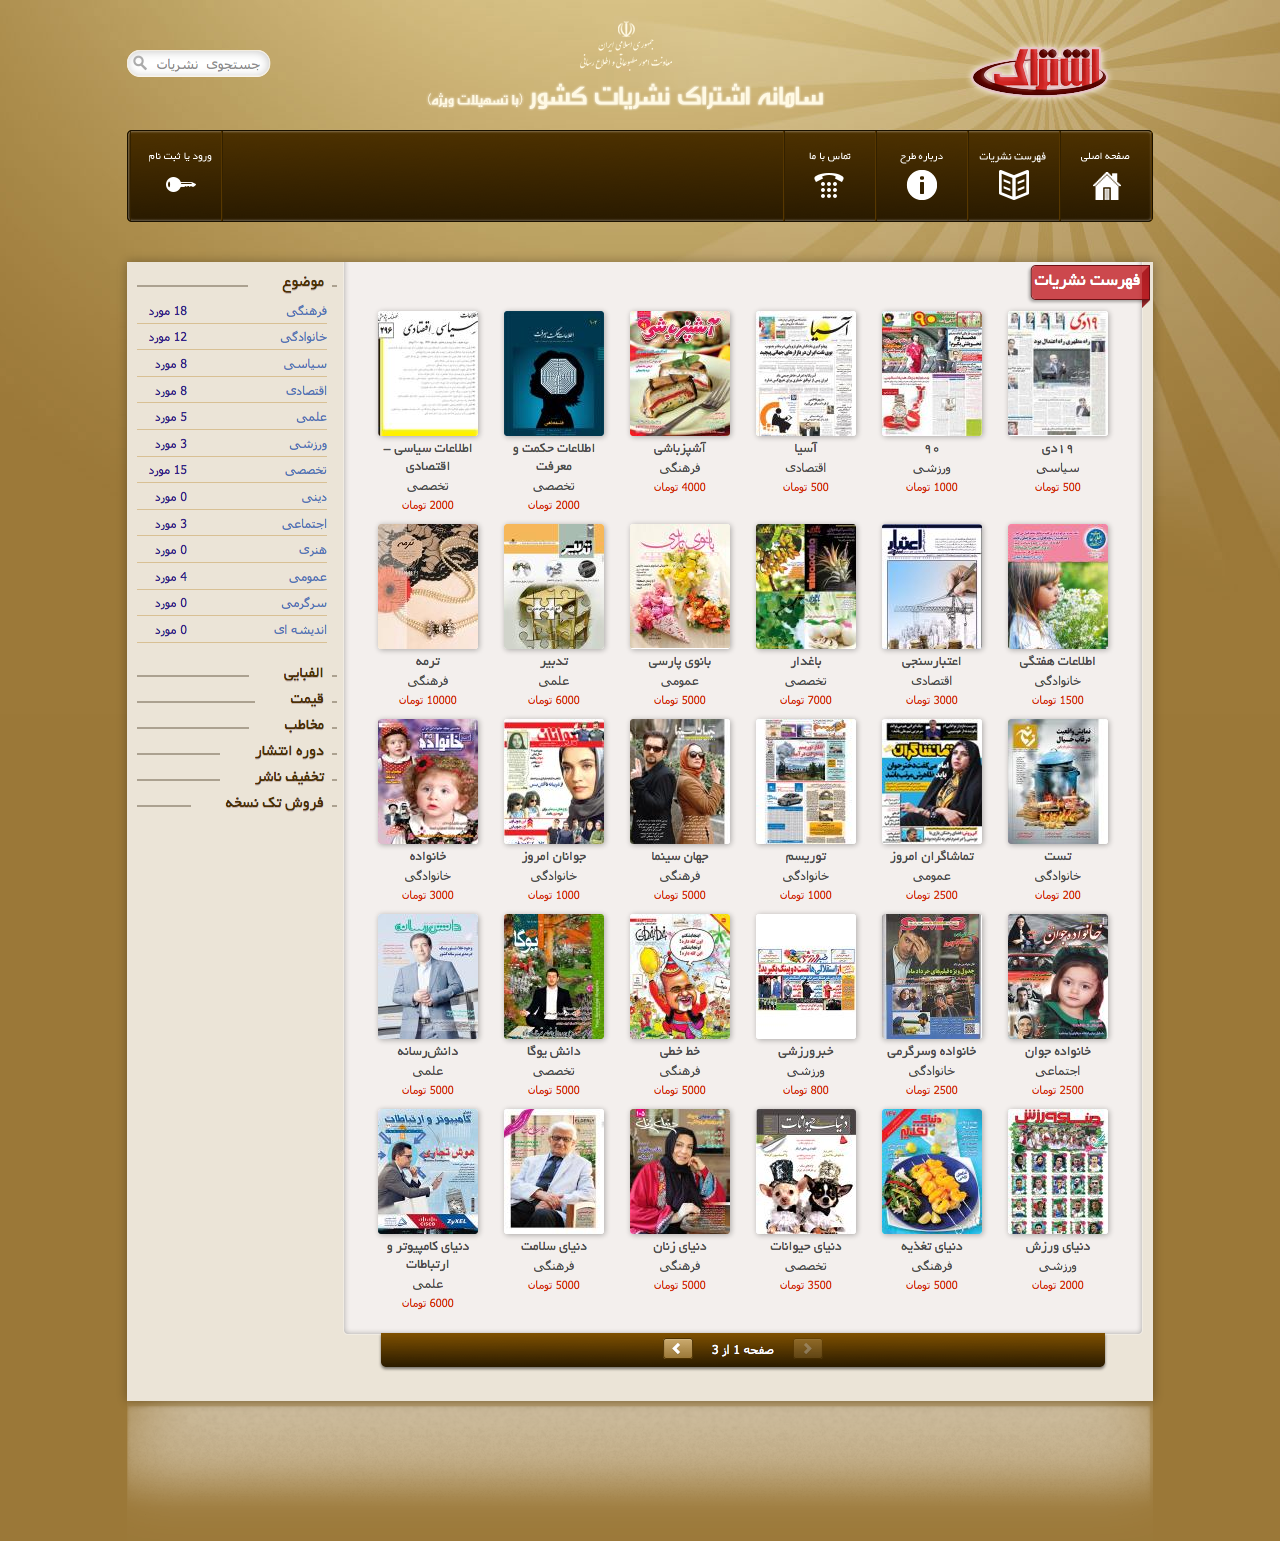 اشتراک
جمهوری اسلامی ایران
معاونت امور مطبوعاتی و اطلاع رسانی
سامانه اشتراک نشریات کشور (با تسهیلات ویژه)
جستجوی نشریات
صفحه اصلی
فهرست نشریات
درباره طرح
تماس با ما
ورود یا ثبت نام
فهرست نشریات
۱۹دی
سیاسی
500 تومان
۹۰
ورزشی
1000 تومان
آسیا
اقتصادی
500 تومان
آشپزباشی
فرهنگی
4000 تومان
اطلاعات حکمت و
معرفت
تخصصی
2000 تومان
اطلاعات سیاسی -
اقتصادی
تخصصی
2000 تومان
اطلاعات هفتگی
خانوادگی
1500 تومان
اعتبارسنجی
اقتصادی
3000 تومان
باغدار
تخصصی
7000 تومان
بانوی پارسی
عمومی
5000 تومان
تدبیر
علمی
6000 تومان
ترمه
فرهنگی
10000 تومان
تست
خانوادگی
200 تومان
تماشاگران امروز
عمومی
2500 تومان
توریسم
خانوادگی
1000 تومان
جهان سینما
فرهنگی
5000 تومان
جوانان امروز
خانوادگی
1000 تومان
خانواده
خانوادگی
3000 تومان
خانواده جوان
اجتماعی
2500 تومان
خانواده وسرگرمی
خانوادگی
2500 تومان
خبرورزشی
ورزشی
800 تومان
خط خطی
فرهنگی
5000 تومان
دانش یوگا
تخصصی
5000 تومان
دانش‌رسانه
علمی
5000 تومان
دنیای ورزش
ورزشی
2000 تومان
دنیای تغذیه
فرهنگی
5000 تومان
دنیای حیوانات
تخصصی
3500 تومان
دنیای زنان
فرهنگی
5000 تومان
دنیای سلامت
فرهنگی
5000 تومان
دنیای کامپیوتر و
ارتباطات
علمی
6000 تومان
صفحه 1 از 3
موضوع
فرهنگی 18 مورد
خانوادگی 12 مورد
سیاسی 8 مورد
اقتصادی 8 مورد
علمی 5 مورد
ورزشی 3 مورد
تخصصی 15 مورد
دینی 0 مورد
اجتماعی 3 مورد
هنری 0 مورد
عمومی 4 مورد
سرگرمی 0 مورد
اندیشه ای 0 مورد
الفبایی
قیمت
مخاطب
دوره انتشار
تخفیف ناشر
فروش تک نسخه